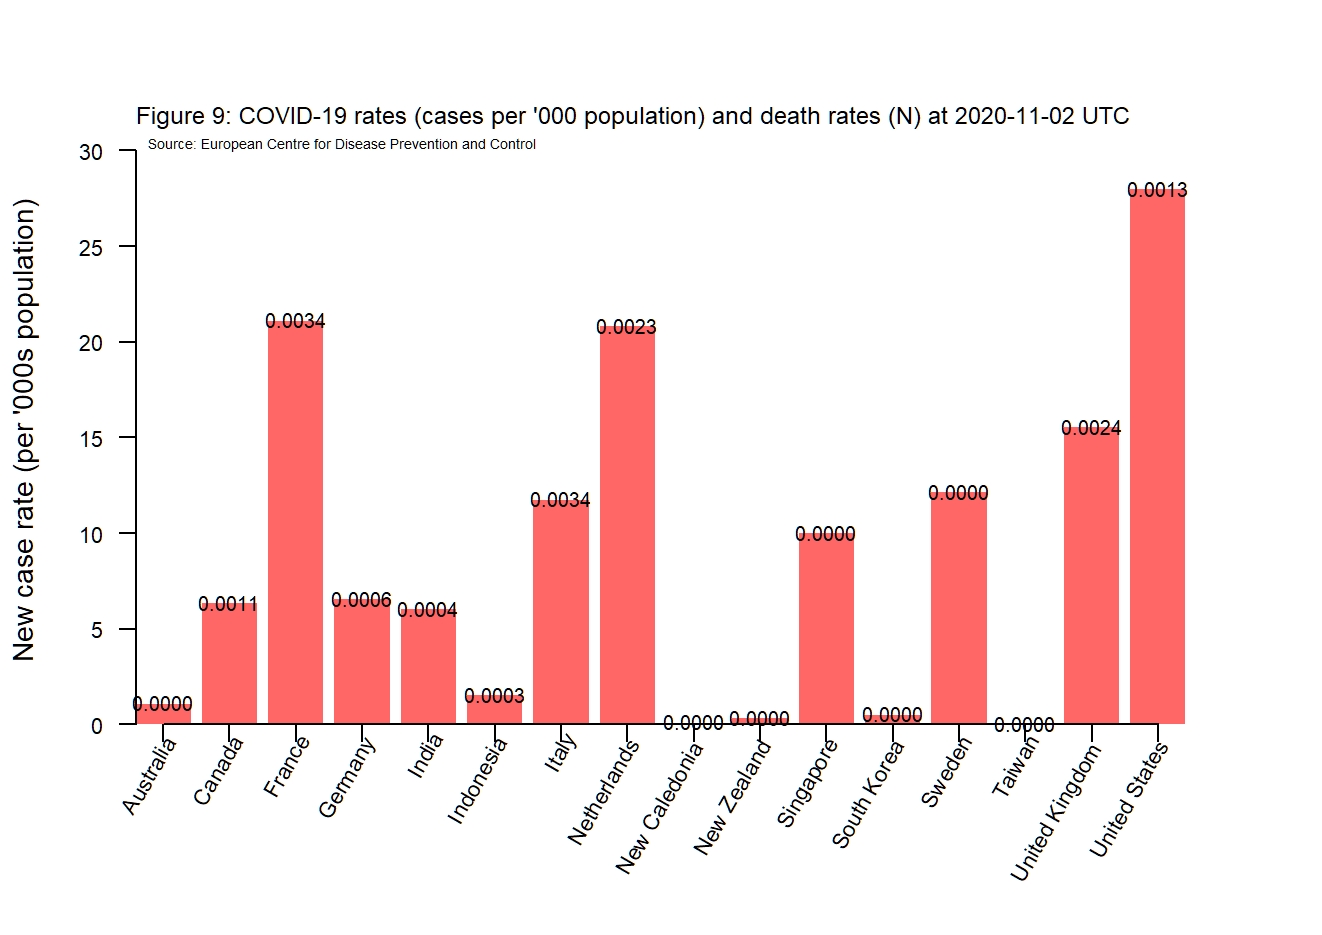 Figure 9: COVID-19 rates (cases per '000 population) and death rates (N) at 2020-11-02 UTC
Source: European Centre for Disease Prevention and Control
New case rate (per '000s population)
30
25
20
15
10
5
0
0.0000
0.0011
0.0034
0.0006
0.0004
0.0003
0.0034
0.0023
0.0000
0.0000
0.0000
0.0000
0.0000
0.0000
0.0024
0.0013
Australia
Canada
France
Germany
India
Indonesia
Italy
Netherlands
New Caledonia
New Zealand
Singapore
South Korea
Sweden
Taiwan
United Kingdom
United States